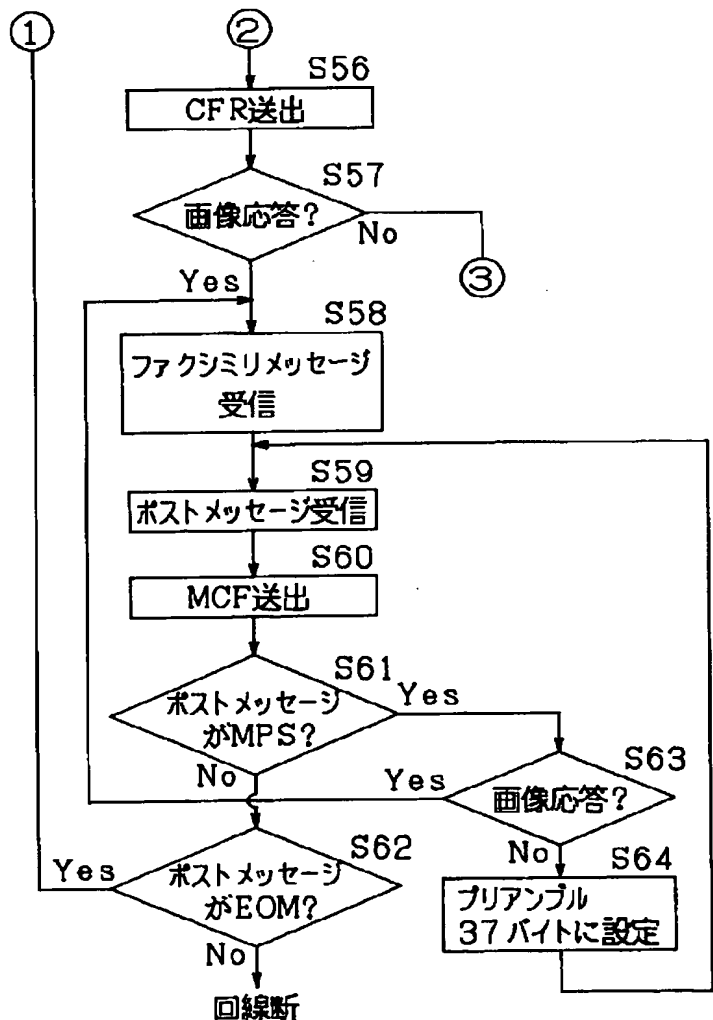 ① ②
S56
CFR送出
S57
画像応答?
No
Yes
③
S58
ファクシミリメッセージ
受信
S59
ポストメッセージ受信
S60
MCF送出
S61
ポストメッセージ
がMPS?
Yes
No
S63
画像応答?
Yes
No
S62
ポストメッセージ
がEOM?
Yes
No
S64
プリアンブル
37バイトに設定
回線断